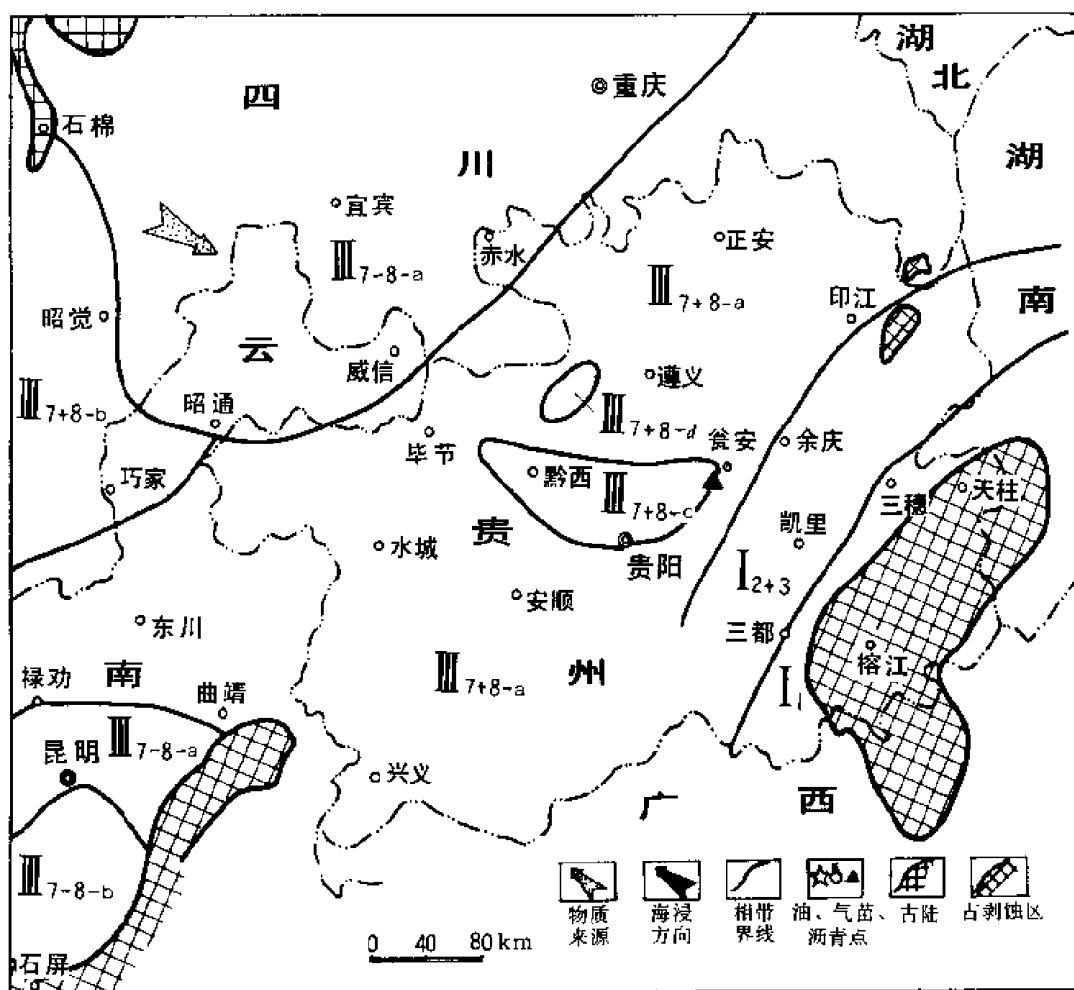 湖
北
四
重庆
石棉
川
湖
宜宾
正安
赤水
III7-8-a
III7+8-a
南
印江
昭觉
云
威信
遵义
III7+8-b
昭通
III7+8-d
毕节
瓮安
余庆
巧家
黔西
三穗
天柱
III7+8-c
凯里
贵
水城
贵阳
I2+3
安顺
东川
三都
榕江
州
III7+8-a
南
禄劝
曲靖
I1
III7-8-a
昆明
兴义
广
西
III7-8-b
物质
来源
海浸
方向
相带
界线
油、气苗、
沥青点
古陆
古剥蚀区
0 40 80km
石屏